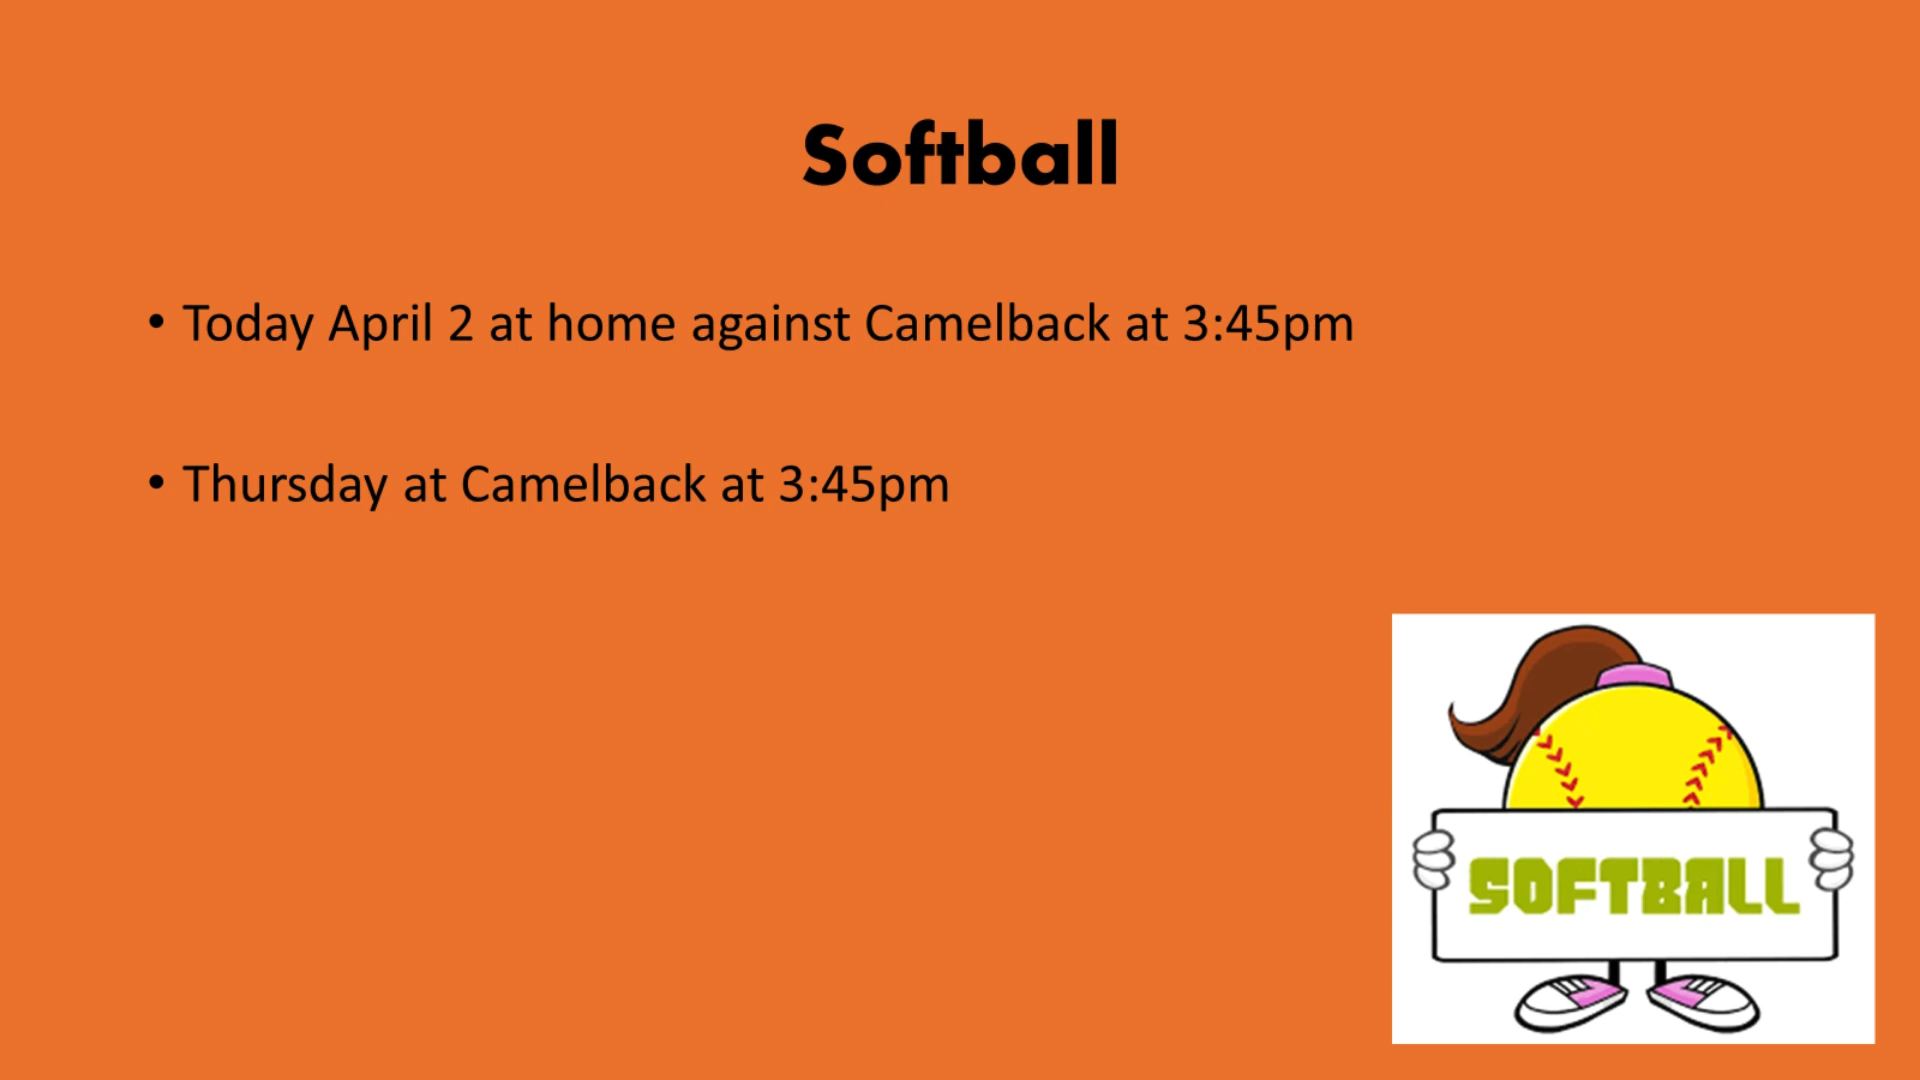 Softball
• Today April 2 at home against Camelback at 3:45pm
• Thursday at Camelback at 3:45pm
SOFTBALL